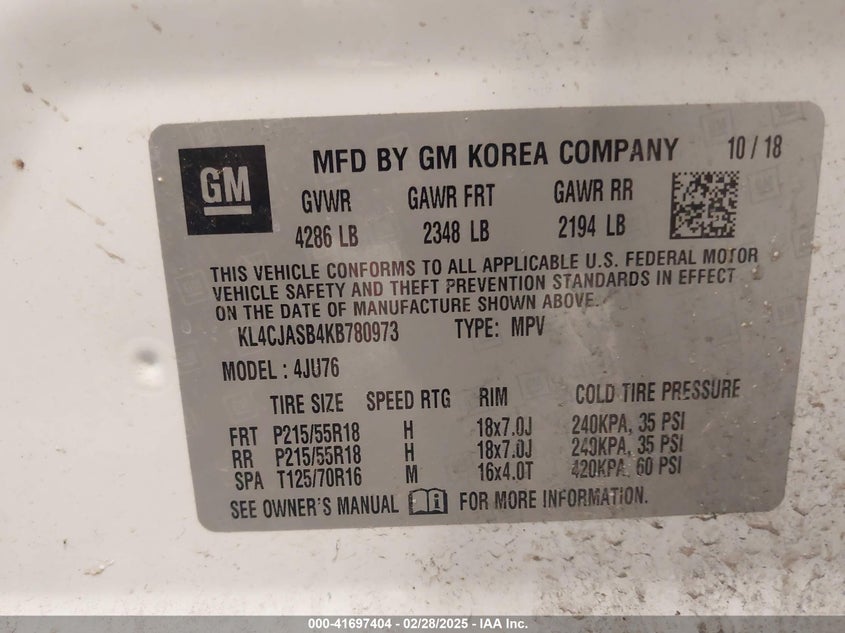 GM
MFD BY GM KOREA COMPANY 10 / 18
GVWR GAWR FRT GAWR RR
4286 LB 2348 LB 2194 LB
THIS VEHICLE CONFORMS TO ALL APPLICABLE U.S. FEDERAL MOTOR
VEHICLE SAFETY AND THEFT PREVENTION STANDARDS IN EFFECT
ON THE DATE OF MANUFACTURE SHOWN ABOVE.
KL4CJASB4KB780973 TYPE: MPV
MODEL : 4JU76
TIRE SIZE SPEED RTG RIM COLD TIRE PRESSURE
FRT P215/55R18 H 18x7.0J 240KPA, 35 PSI
RR P215/55R18 H 18x7.0J 240KPA, 35 PSI
SPA T125/70R16 M 16x4.0T 420KPA, 60 PSI
SEE OWNER'S MANUAL FOR MORE INFORMATION.
000-41697404 - 02/28/2025 - IAA Inc.